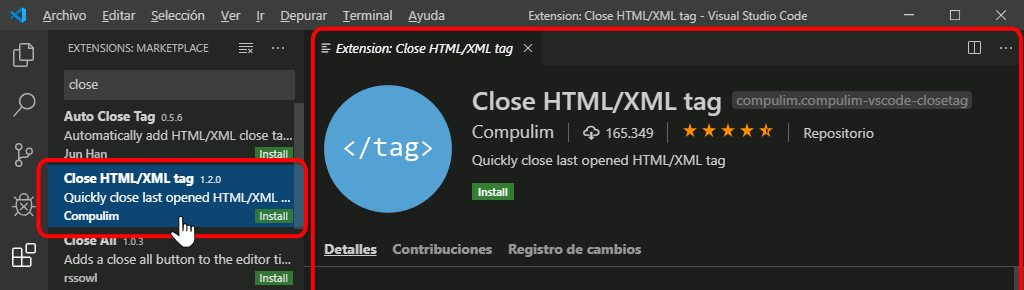 Archivo Editar Selección Ver Ir Depurar Terminal Ayuda Extension: Close HTML/XML tag - Visual Studio Code
EXTENSIONS: MARKETPLACE
close
Auto Close Tag 0.5.6
Automatically add HTML/XML close ta...
Jun Han Install
Close HTML/XML tag 1.2.0
Quickly close last opened HTML/XML ...
Compulim Install
Close All 1.0.3
Adds a close all button to the editor ti...
rssowl Install
Extension: Close HTML/XML tag
</tag>
Close HTML/XML tag compulim.compulim-vscode-closetag
Compulim 165.349 Repositorio
Quickly close last opened HTML/XML tag
Install
Detalles Contribuciones Registro de cambios